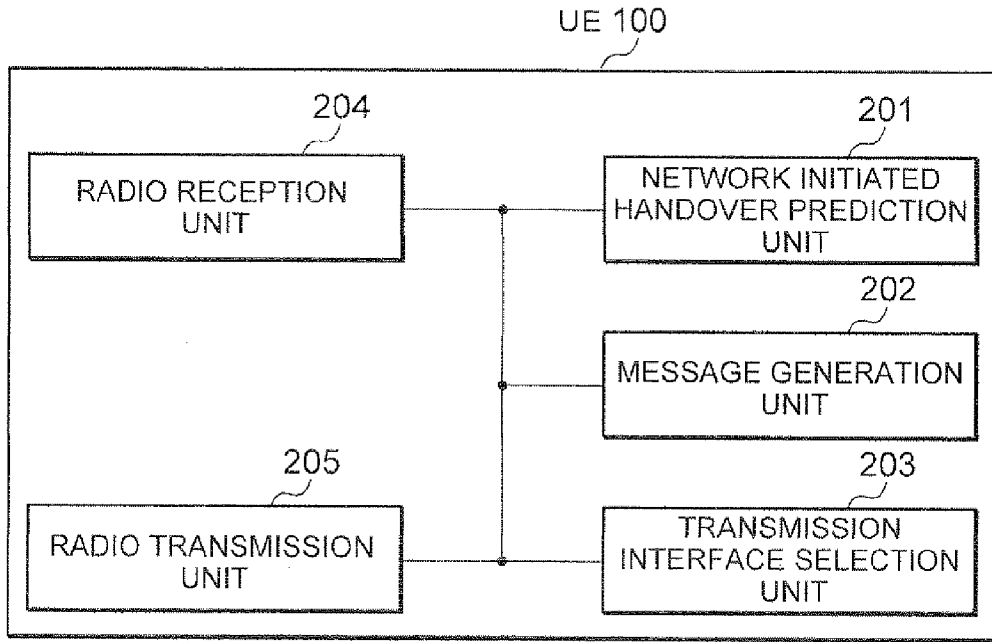 UE 100
204
RADIO RECEPTION
UNIT
201
NETWORK INITIATED
HANDOVER PREDICTION
UNIT
202
MESSAGE GENERATION
UNIT
205
RADIO TRANSMISSION
UNIT
203
TRANSMISSION
INTERFACE SELECTION
UNIT